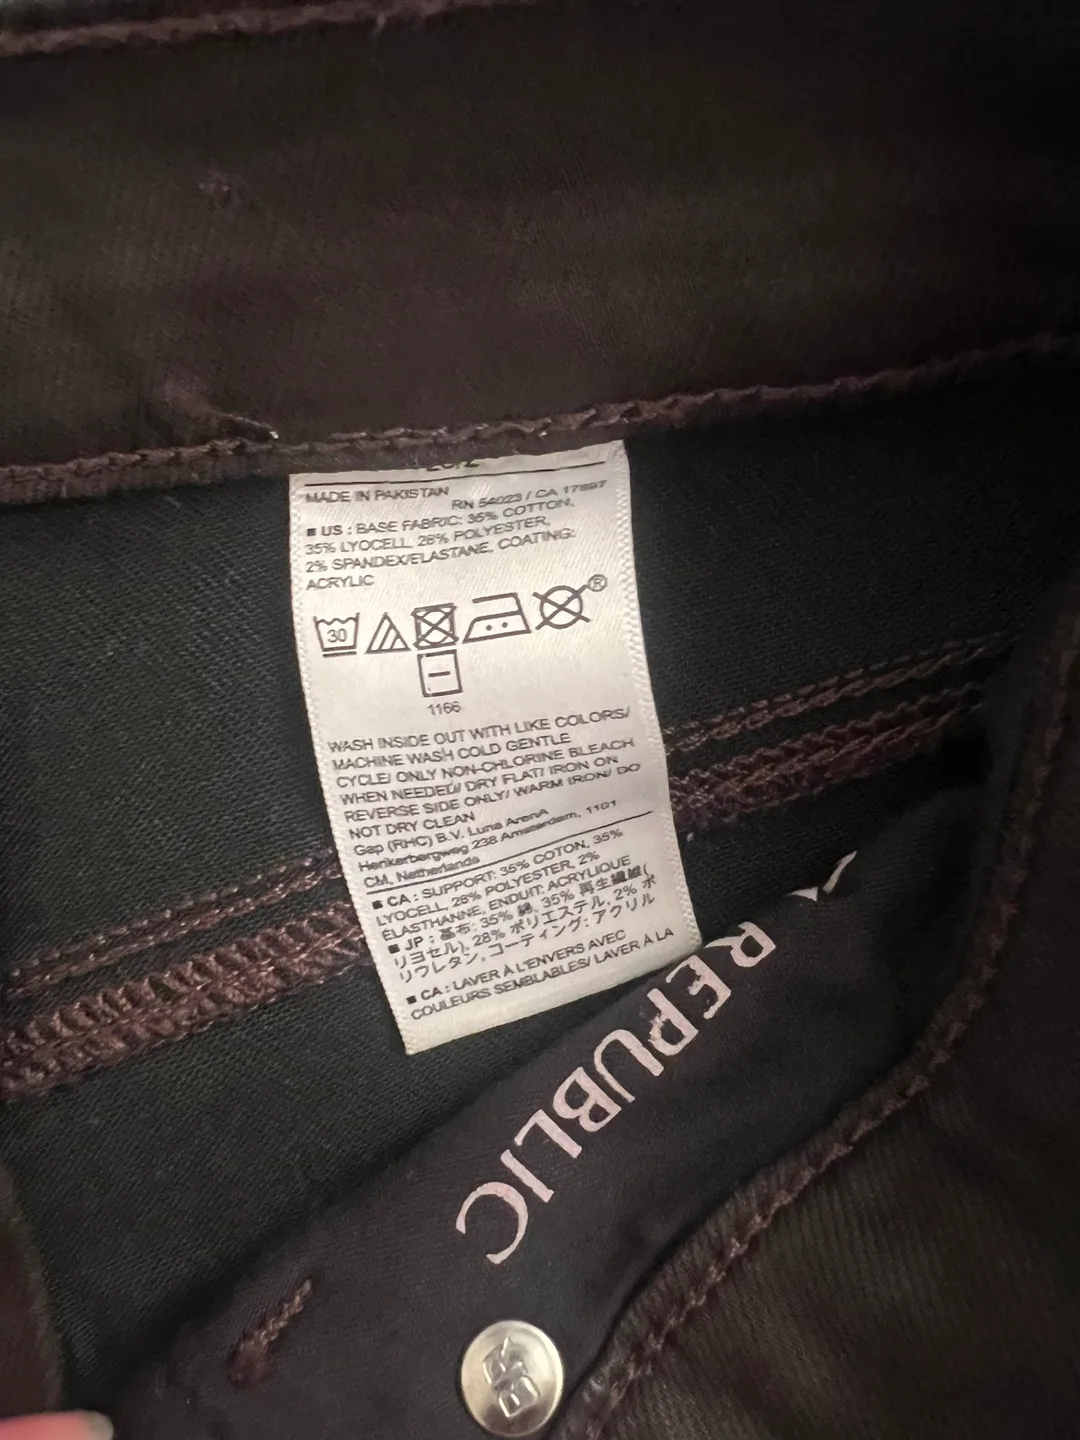 MADE IN PAKISTAN
RN 54023 / CA 17897
■ US : BASE FABRIC: 35% COTTON,
35% LYOCELL, 28% POLYESTER,
2% SPANDEX/ELASTANE, COATING:
ACRYLIC
30
R
1166
WASH INSIDE OUT WITH LIKE COLORS/
MACHINE WASH COLD GENTLE
CYCLE/ ONLY NON-CHLORINE BLEACH
WHEN NEEDED/ DRY FLAT/ IRON ON
REVERSE SIDE ONLY/ WARM IRON/ DO
NOT DRY CLEAN
Gap (RHC) B.V. Luna ArenA
Herikerbergweg 238 Amsterdam, 1101
CM, Netherlands
■ CA : SUPPORT: 35% COTON, 35%
LYOCELL, 28% POLYESTER, 2%
ÉLASTHANNE, ENDUIT: ACRYLIQUE
■ JP :基布: 35% 綿, 35% 再生繊維(
リヨセル), 28% ポリエステル, 2% ポ
リウレタン, コーティング: アクリル
■ CA : LAVER À L'ENVERS AVEC
COULEURS SEMBLABLES/ LAVER À LA
REPUBLIC
BR